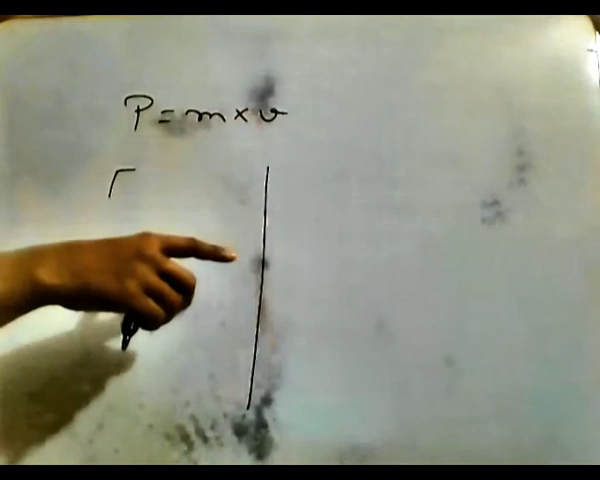 P = m × v